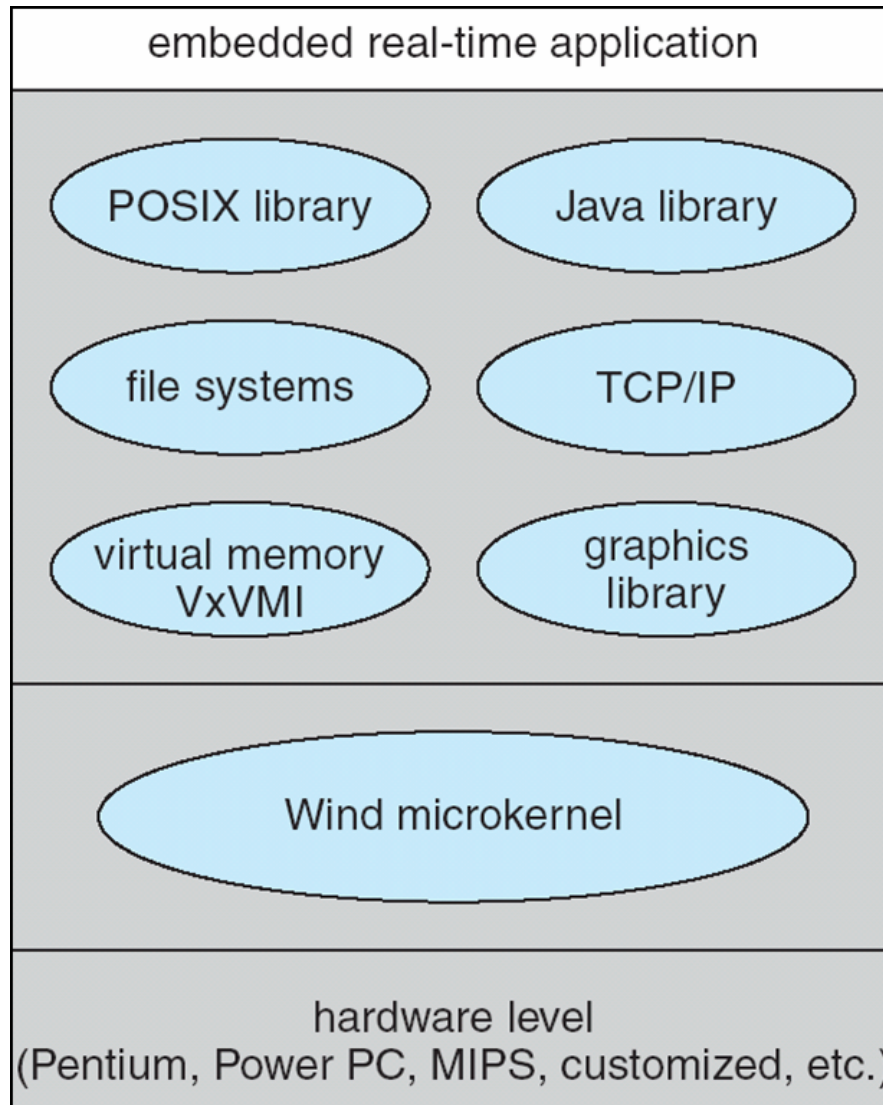 embedded real-time application
POSIX library
Java library
file systems
TCP/IP
virtual memory
VxVMI
graphics
library
Wind microkernel
hardware level
(Pentium, Power PC, MIPS, customized, etc.)